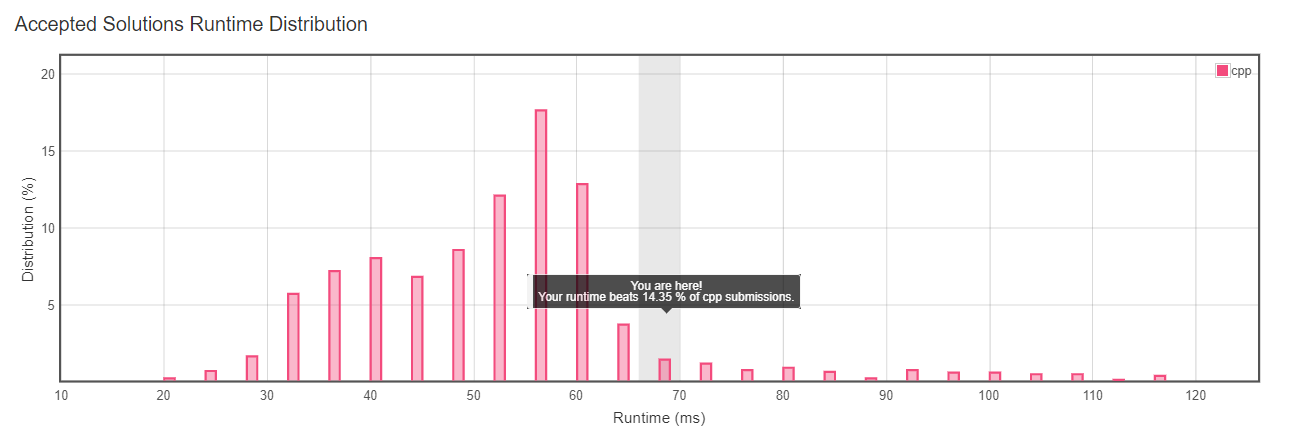 Accepted Solutions Runtime Distribution
cpp
20
15
10
5
Distribution (%)
You are here!
Your runtime beats 14.35 % of cpp submissions.
10 20 30 40 50 60 70 80 90 100 110 120
Runtime (ms)